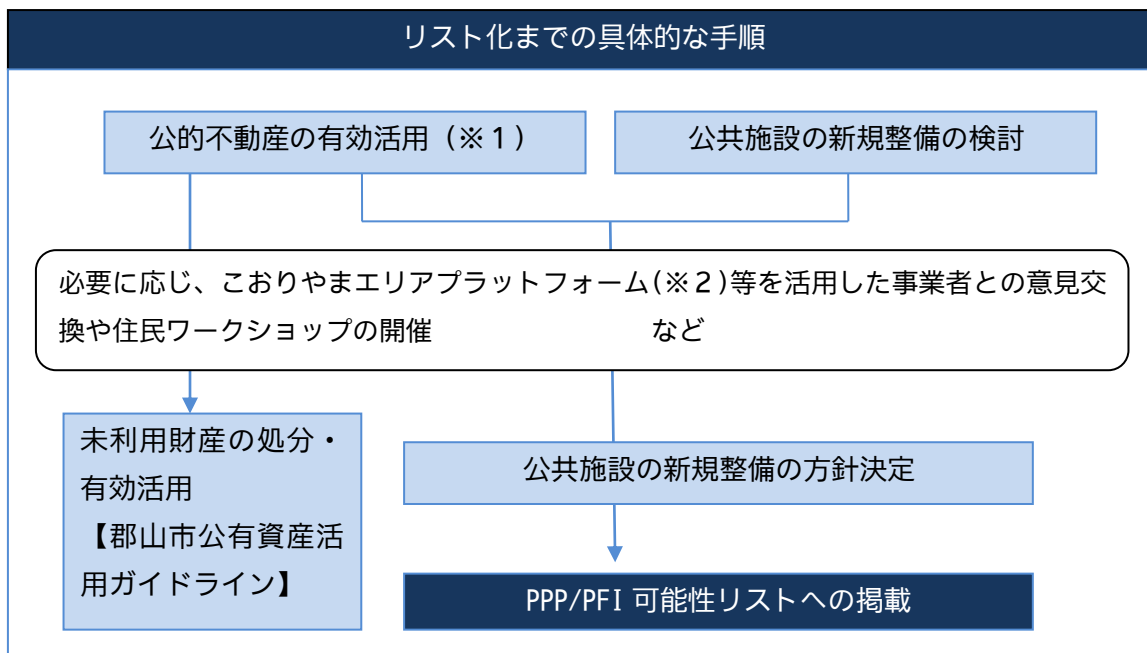 リスト化までの具体的な手順
公的不動産の有効活用（※１）
公共施設の新規整備の検討
必要に応じ、こおりやまエリアプラットフォーム(※２)等を活用した事業者との意見交
換や住民ワークショップの開催　など
未利用財産の処分・
有効活用
【郡山市公有資産活
用ガイドライン】
公共施設の新規整備の方針決定
PPP/PFI 可能性リストへの掲載